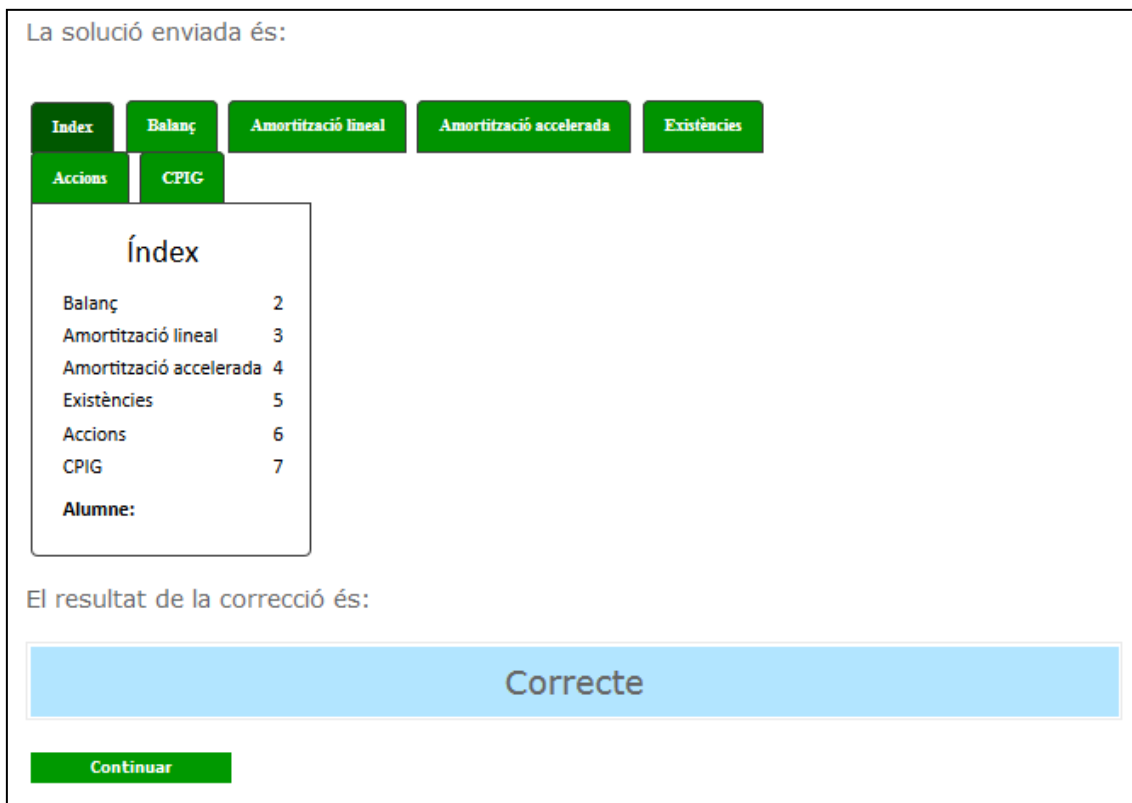 La solució enviada és:
Index Balanç Amortització lineal Amortització accelerada Existències
Accions CPIG
Índex
Balanç 2
Amortització lineal 3
Amortització accelerada 4
Existències 5
Accions 6
CPIG 7
Alumne:
El resultat de la correcció és:
Correcte
Continuar